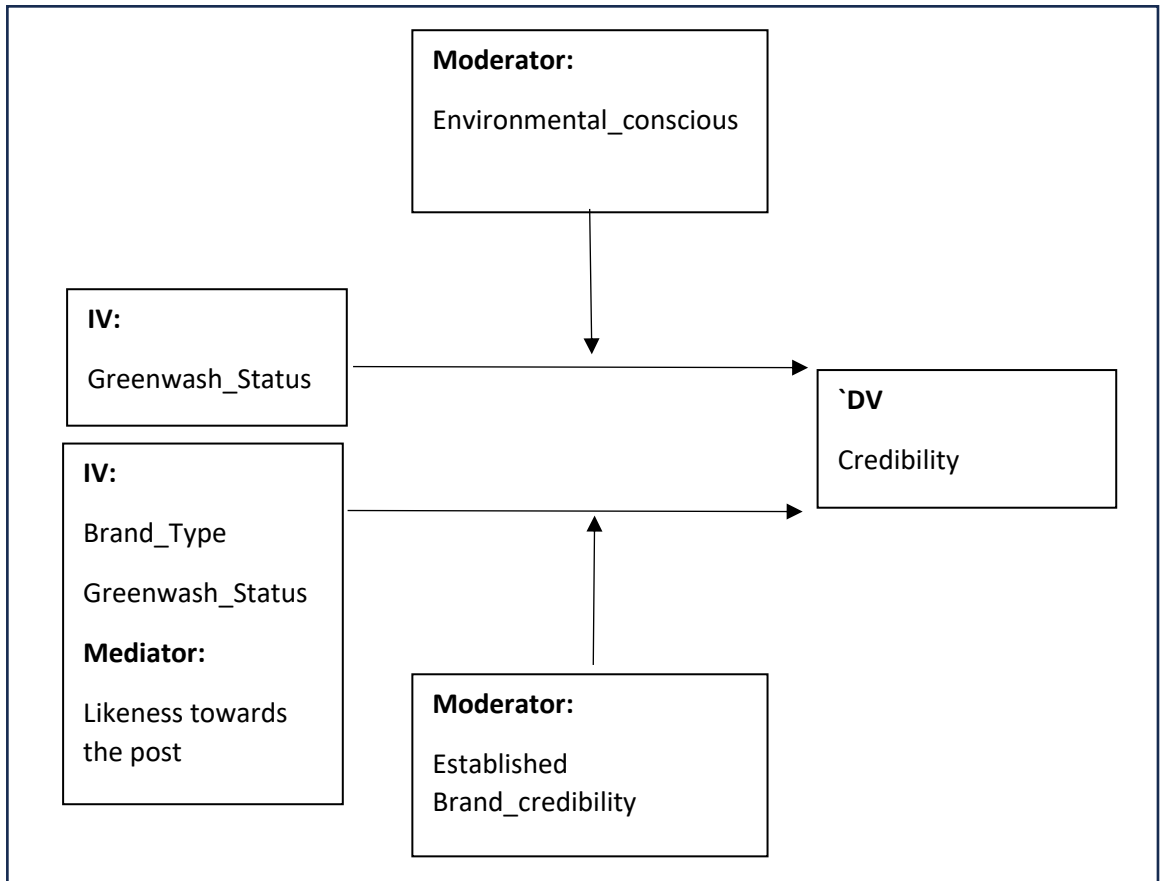 Moderator:
Environmental_conscious
IV:
Greenwash_Status
`DV
Credibility
IV:
Brand_Type
Greenwash_Status
Mediator:
Likeness towards
the post
Moderator:
Established
Brand_credibility